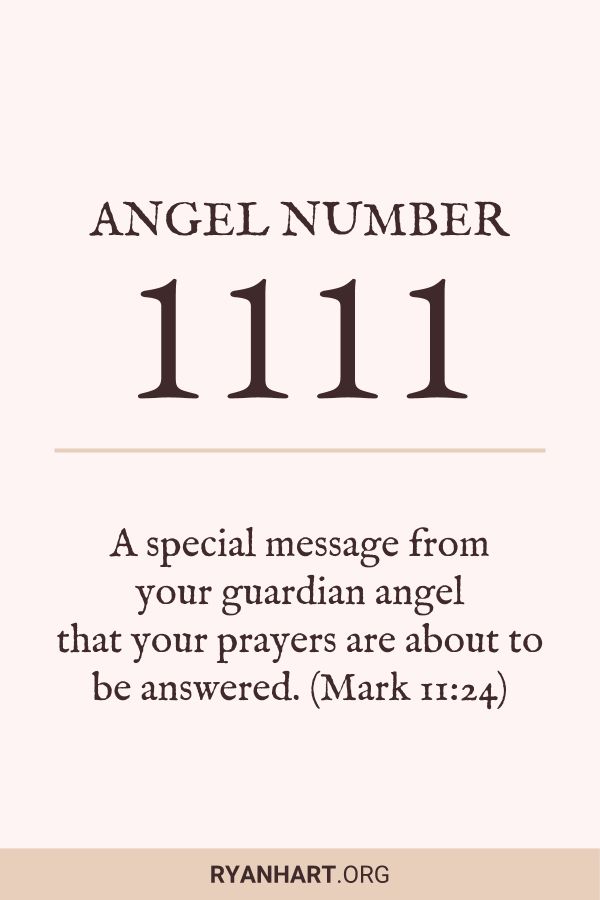 ANGEL NUMBER
1111
A special message from
your guardian angel
that your prayers are about to
be answered. (Mark 11:24)
RYANHART.ORG